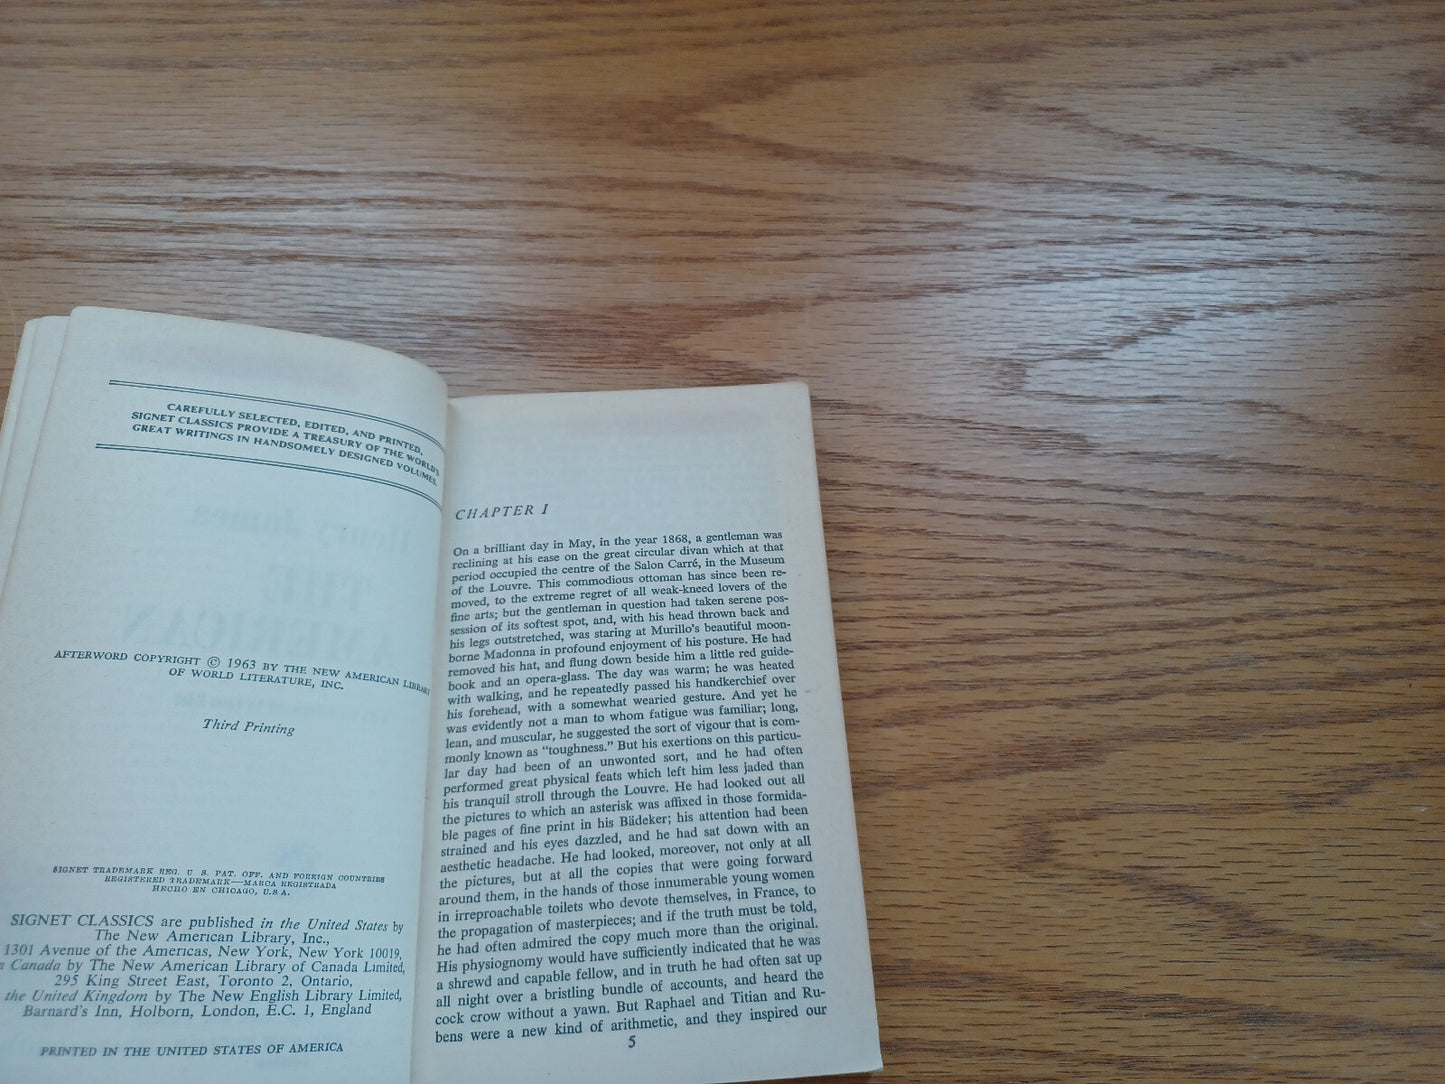 CAREFULLY SELECTED, EDITED, AND PRINTED,
SIGNET CLASSICS PROVIDE A TREASURY OF THE WORLD'S
GREAT WRITINGS IN HANDSOMELY DESIGNED VOLUMES.
AFTERWORD COPYRIGHT © 1963 BY THE NEW AMERICAN LIBRARY
OF WORLD LITERATURE, INC.
Third Printing
SIGNET TRADEMARK REG. U S. PAT. OFF. AND FOREIGN COUNTRIES
REGISTERED TRADEMARK—MARCA REGISTRADA
HECHO EN CHICAGO, U.S.A.
SIGNET CLASSICS are published in the United States by
The New American Library, Inc.,
1301 Avenue of the Americas, New York, New York 10019,
Canada by The New American Library of Canada Limited,
295 King Street East, Toronto 2, Ontario,
the United Kingdom by The New English Library Limited,
Barnard's Inn, Holborn, London, E.C. 1, England
PRINTED IN THE UNITED STATES OF AMERICA
CHAPTER I
On a brilliant day in May, in the year 1868, a gentleman was
reclining at his ease on the great circular divan which at that
period occupied the centre of the Salon Carré, in the Museum
of the Louvre. This commodious ottoman has since been re-
moved, to the extreme regret of all weak-kneed lovers of the
fine arts; but the gentleman in question had taken serene pos-
session of its softest spot, and, with his head thrown back and
his legs outstretched, was staring at Murillo's beautiful moon-
borne Madonna in profound enjoyment of his posture. He had
removed his hat, and flung down beside him a little red guide-
book and an opera-glass. The day was warm; he was heated
with walking, and he repeatedly passed his handkerchief over
his forehead, with a somewhat wearied gesture. And yet he
was evidently not a man to whom fatigue was familiar; long,
lean, and muscular, he suggested the sort of vigour that is com-
monly known as "toughness." But his exertions on this particu-
lar day had been of an unwonted sort, and he had often
performed great physical feats which left him less jaded than
his tranquil stroll through the Louvre. He had looked out all
the pictures to which an asterisk was affixed in those formida-
ble pages of fine print in his Bädeker; his attention had been
strained and his eyes dazzled, and he had sat down with an
aesthetic headache. He had looked, moreover, not only at all
the pictures, but at all the copies that were going forward
around them, in the hands of those innumerable young women
in irreproachable toilets who devote themselves, in France, to
the propagation of masterpieces; and if the truth must be told,
he had often admired the copy much more than the original.
His physiognomy would have sufficiently indicated that he was
a shrewd and capable fellow, and in truth he had often sat up
all night over a bristling bundle of accounts, and heard the
cock crow without a yawn. But Raphael and Titian and Ru-
bens were a new kind of arithmetic, and they inspired our
5